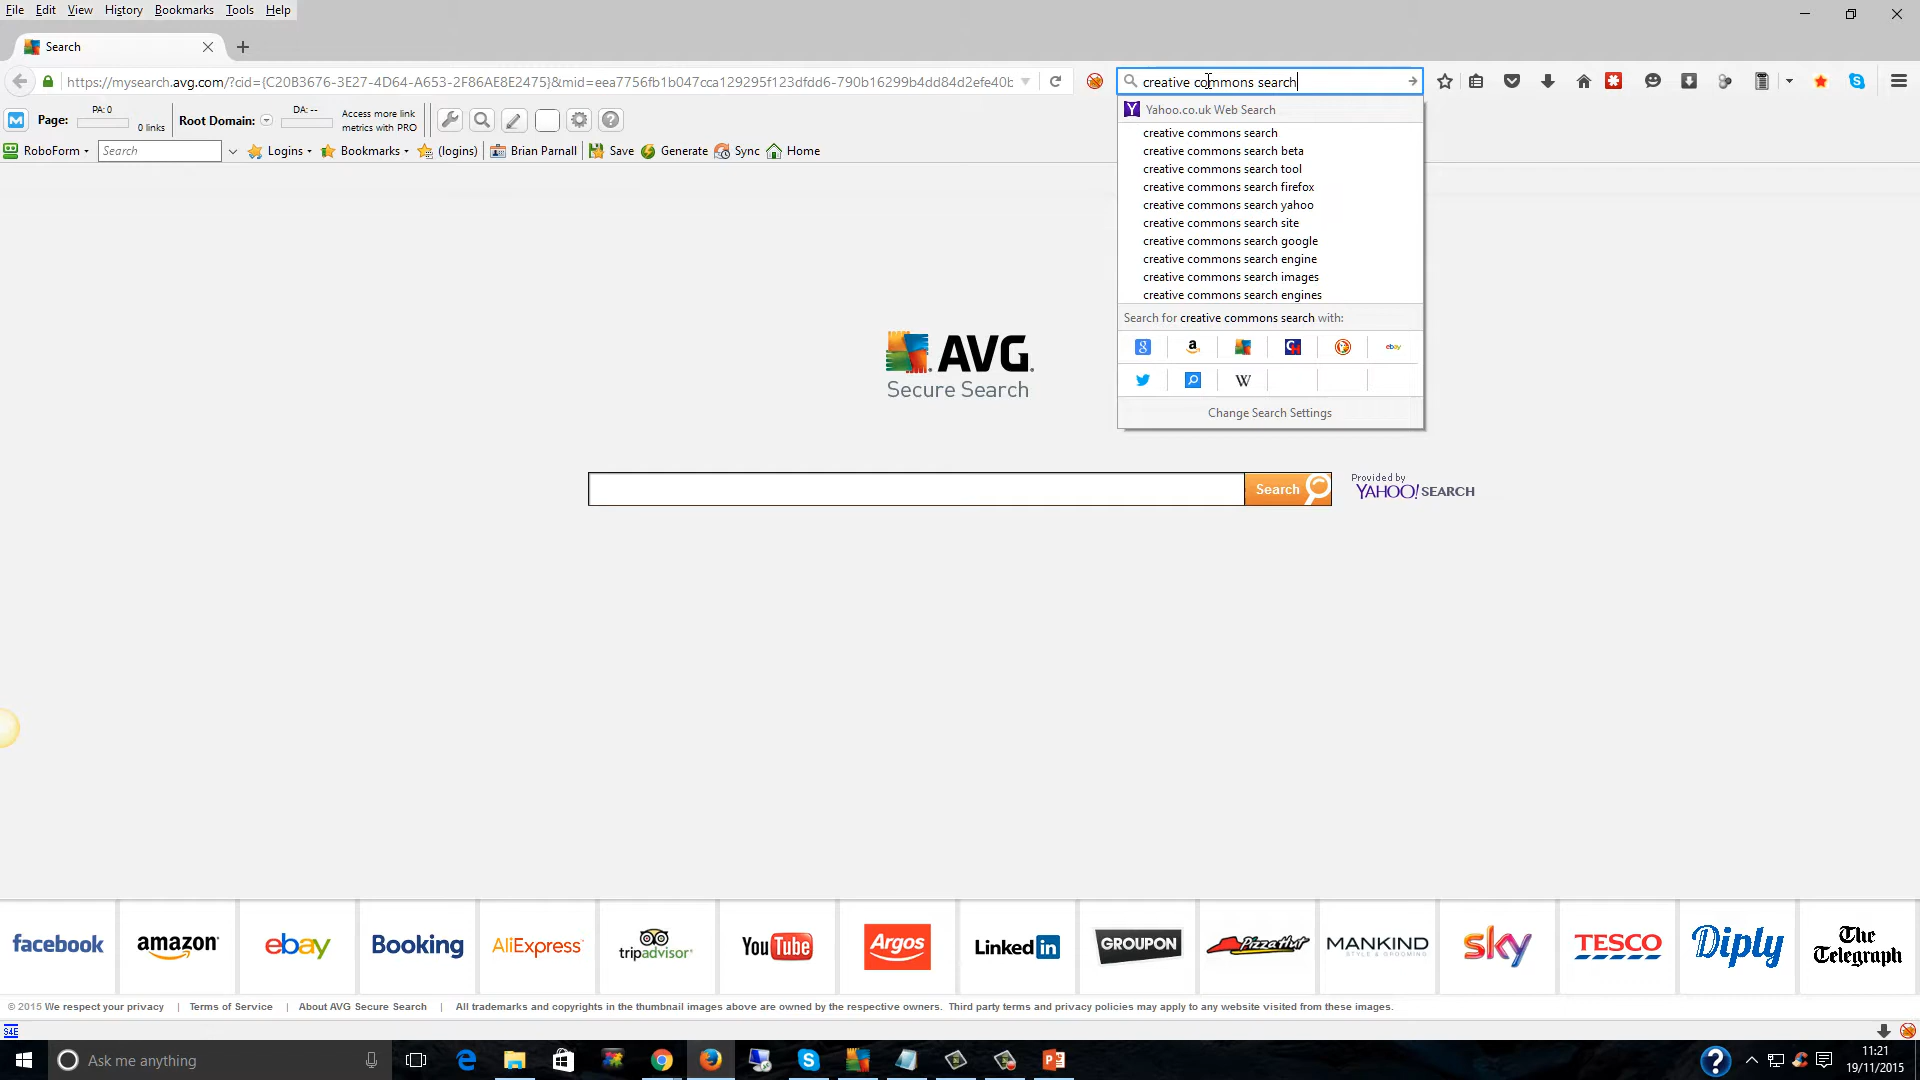 File Edit View History Bookmarks Tools Help
Search
https://mysearch.avg.com/?cid={C20B3676-3E27-4D64-A653-2F86AE8E2475}&mid=eea7756fb1b047cca129295f123dfdd6-790b16299b4dd84d2efe40b
creative commons search
Page:
PA: 0
0 links
Root Domain:
DA: --
Access more link
metrics with PRO
RoboForm Search Logins Bookmarks (logins) Brian Parnall Save Generate Sync Home
Yahoo.co.uk Web Search
creative commons search
creative commons search beta
creative commons search tool
creative commons search firefox
creative commons search yahoo
creative commons search site
creative commons search google
creative commons search engine
creative commons search images
creative commons search engines
Search for creative commons search with:
Change Search Settings
AVG.
Secure Search
Search
Provided by
YAHOO! SEARCH
facebook amazon ebay Booking AliExpress tripadvisor YouTube Argos LinkedIn GROUPON Pizza Hut MANKIND sky TESCO Diply The Telegraph
STYLE & GROOMING
© 2015 We respect your privacy | Terms of Service | About AVG Secure Search | All trademarks and copyrights in the thumbnail images above are owned by the respective owners. Third party terms and privacy policies may apply to any website visited from these images.
S4E
Ask me anything
11:21
19/11/2015